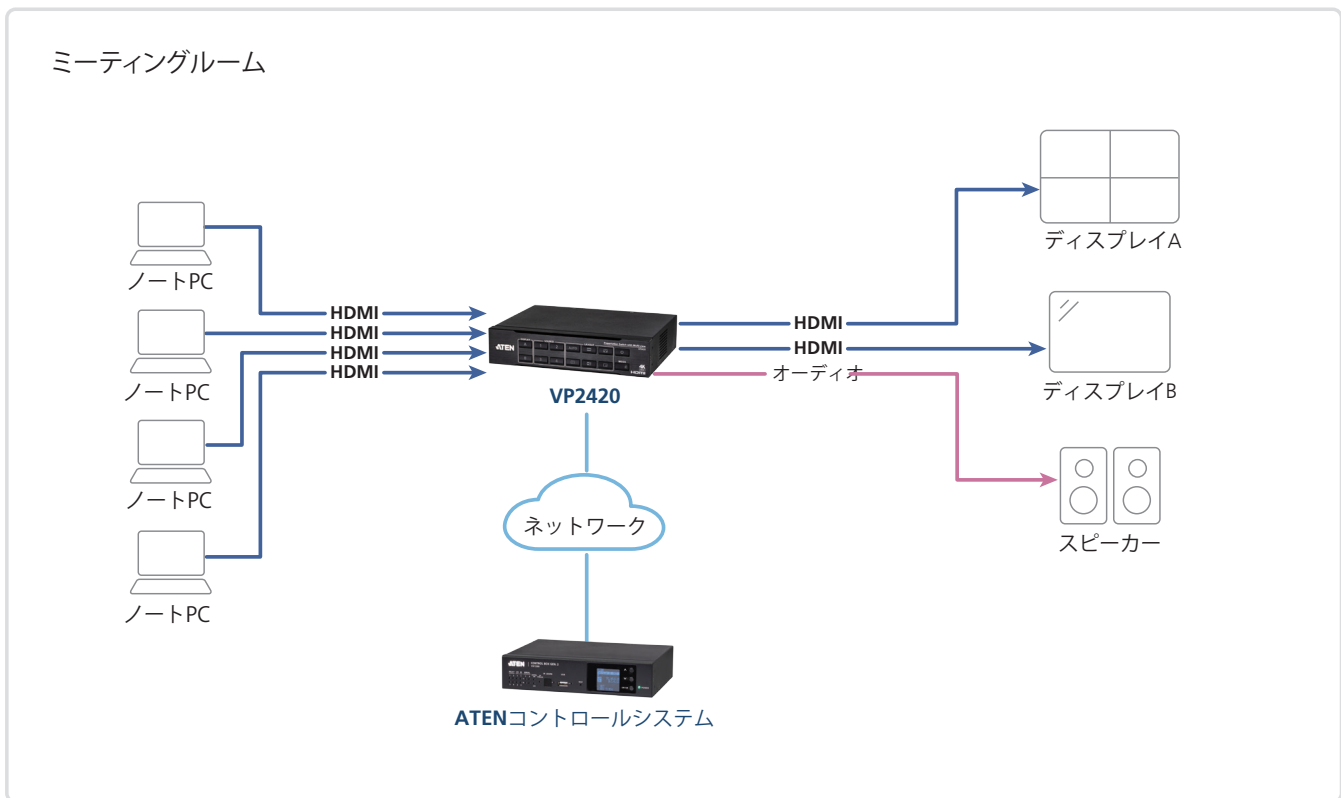 ミーティングルーム
ノートPC
ノートPC
ノートPC
ノートPC
HDMI
HDMI
HDMI
HDMI
ATEN
VP2420
HDMI
HDMI
オーディオ
ディスプレイA
ディスプレイB
スピーカー
ネットワーク
ATEN
ATENコントロールシステム